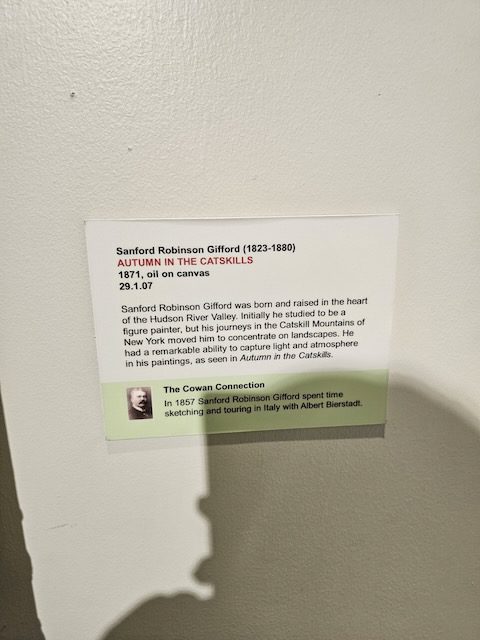 Sanford Robinson Gifford (1823-1880)
AUTUMN IN THE CATSKILLS
1871, oil on canvas
29.1.07
Sanford Robinson Gifford was born and raised in the heart
of the Hudson River Valley. Initially he studied to be a
figure painter, but his journeys in the Catskill Mountains of
New York moved him to concentrate on landscapes. He
had a remarkable ability to capture light and atmosphere
in his paintings, as seen in Autumn in the Catskills.
The Cowan Connection
In 1857 Sanford Robinson Gifford spent time
sketching and touring in Italy with Albert Bierstadt.